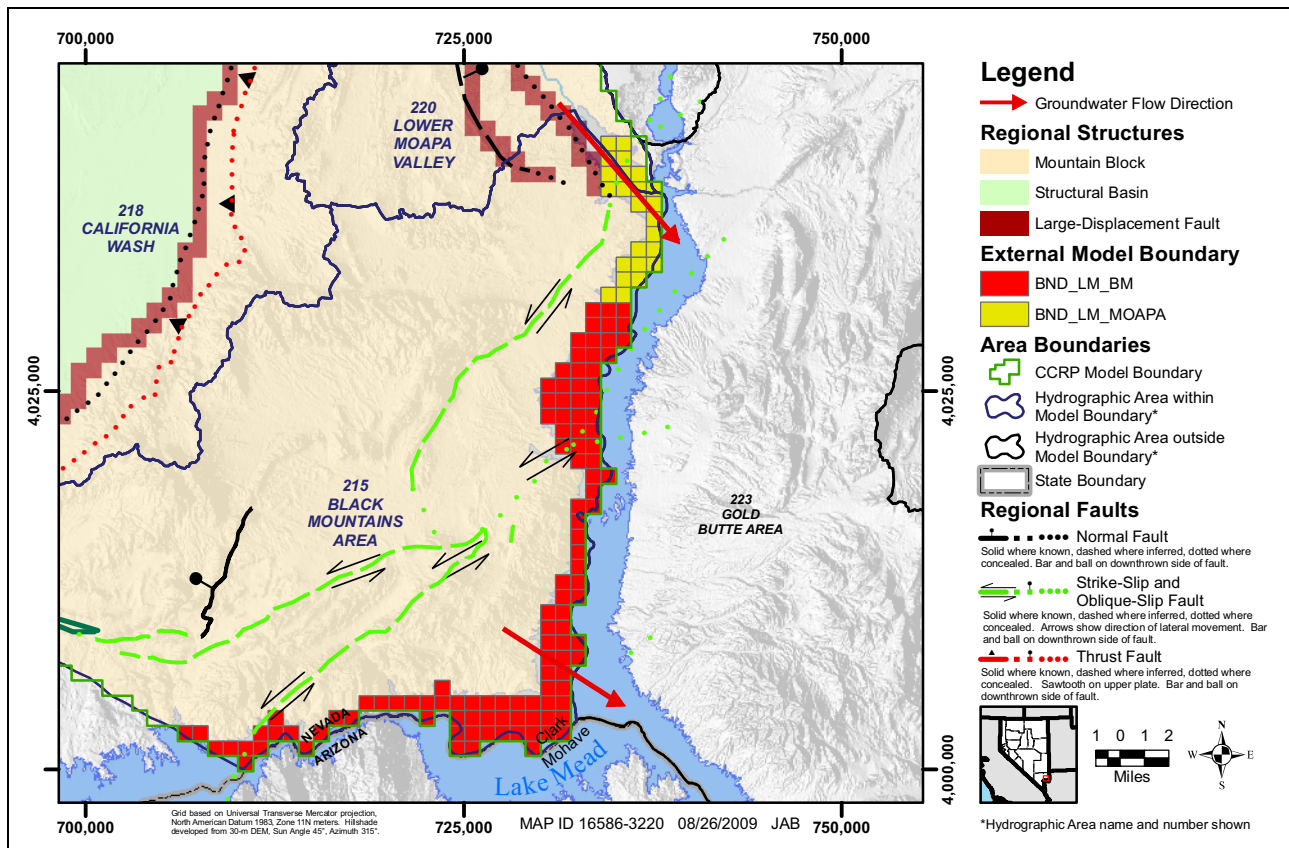 700,000
725,000
750,000
220
LOWER
MOAPA
VALLEY
218
CALIFORNIA
WASH
4,025,000
4,025,000
215
BLACK
MOUNTAINS
AREA
223
GOLD
BUTTE AREA
NEVADA
ARIZONA
Clark
Mohave
Lake Mead
4,000,000
Grid based on Universal Transverse Mercator projection,
North American Datum 1983, Zone 11N meters. Hillshade
developed from 30-m DEM, Sun Angle 45°, Azimuth 315°.
MAP ID 16586-3220 08/26/2009 JAB
700,000
725,000
750,000
Legend
Groundwater Flow Direction
Regional Structures
Mountain Block
Structural Basin
Large-Displacement Fault
External Model Boundary
BND_LM_BM
BND_LM_MOAPA
Area Boundaries
CCRP Model Boundary
Hydrographic Area within
Model Boundary*
Hydrographic Area outside
Model Boundary*
State Boundary
Regional Faults
Normal Fault
Solid where known, dashed where inferred, dotted where
concealed. Bar and ball on downthrown side of fault.
Strike-Slip and
Oblique-Slip Fault
Solid where known, dashed where inferred, dotted where
concealed. Arrows show direction of lateral movement. Bar
and ball on downthrown side of fault.
Thrust Fault
Solid where known, dashed where inferred, dotted where
concealed. Sawtooth on upper plate. Bar and ball on
downthrown side of fault.
1 0 1 2
Miles
N
W E
S
*Hydrographic Area name and number shown